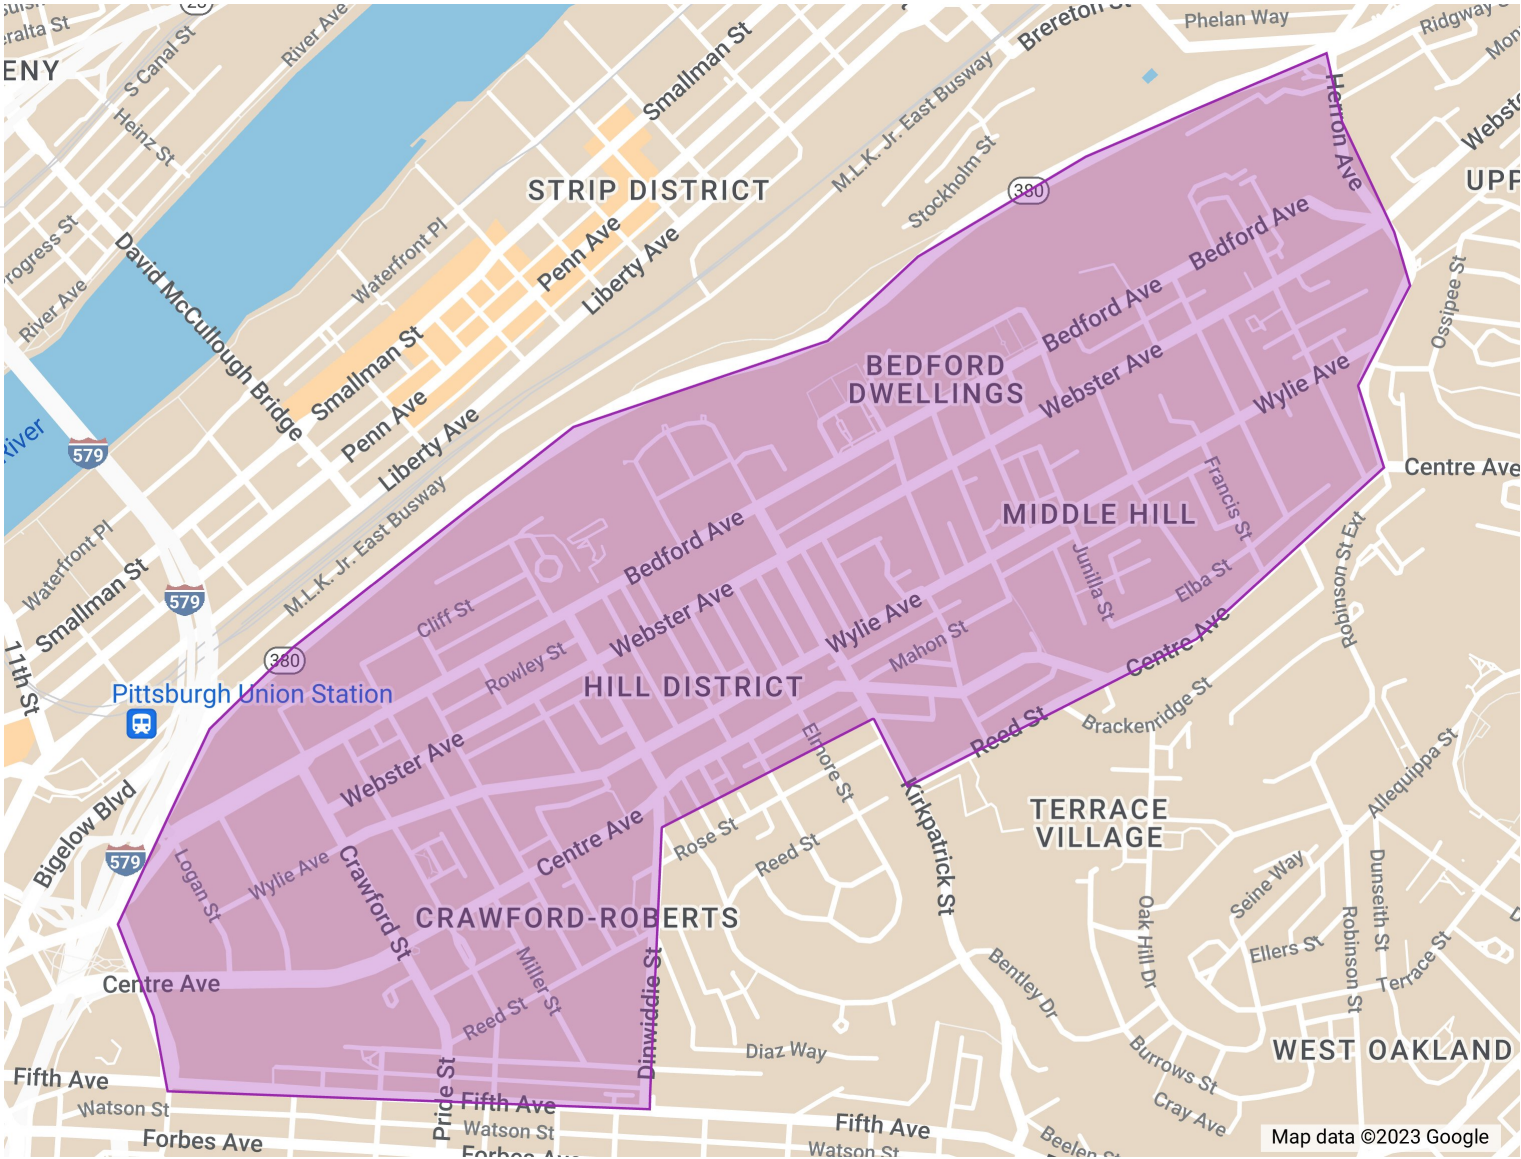 28
River Ave
S Canal St
Smallman St
Brereton St
Phelan Way
Ridgway
eralta St
ENY
Heinz St
M.L.K. Jr. East Busway
Herron Ave
Webster
Stockholm St
STRIP DISTRICT
380
UPP
Progress St
David McCullough Bridge
Waterfront Pl
Penn Ave
Liberty Ave
Bedford Ave
Ossipee St
River Ave
Smallman St
Bedford Ave
BEDFORD
DWELLINGS
Webster Ave
Wylie Ave
Penn Ave
River
579
Liberty Ave
Centre Ave
Francis St
MIDDLE HILL
M.L.K. Jr. East Busway
Bedford Ave
Waterfront Pl
Robinson St Ext
Smallman St
579
Junilla St
Elba St
Cliff St
Webster Ave
Wylie Ave
Mahon St
Centre Ave
11th St
380
Rowley St
Pittsburgh Union Station
HILL DISTRICT
Brackenridge St
Reed St
Elmore St
Webster Ave
Allequippa St
Bigelow Blvd
Kirkpatrick St
TERRACE
VILLAGE
579
Centre Ave
Rose St
Reed St
Logan St
Wylie Ave
Crawford St
Seine Way
Dunseith St
CRAWFORD-ROBERTS
Oak Hill Dr
Robinson St
Ellers St
Terrace St
Centre Ave
Miller St
Dinwiddie St
Bentley Dr
Reed St
Diaz Way
WEST OAKLAND
Burrows St
Fifth Ave
Pride St
Fifth Ave
Cray Ave
Watson St
Fifth Ave
Watson St
Forbes Ave
Forbes Ave
Watson St
Beelen St
Map data ©2023 Google